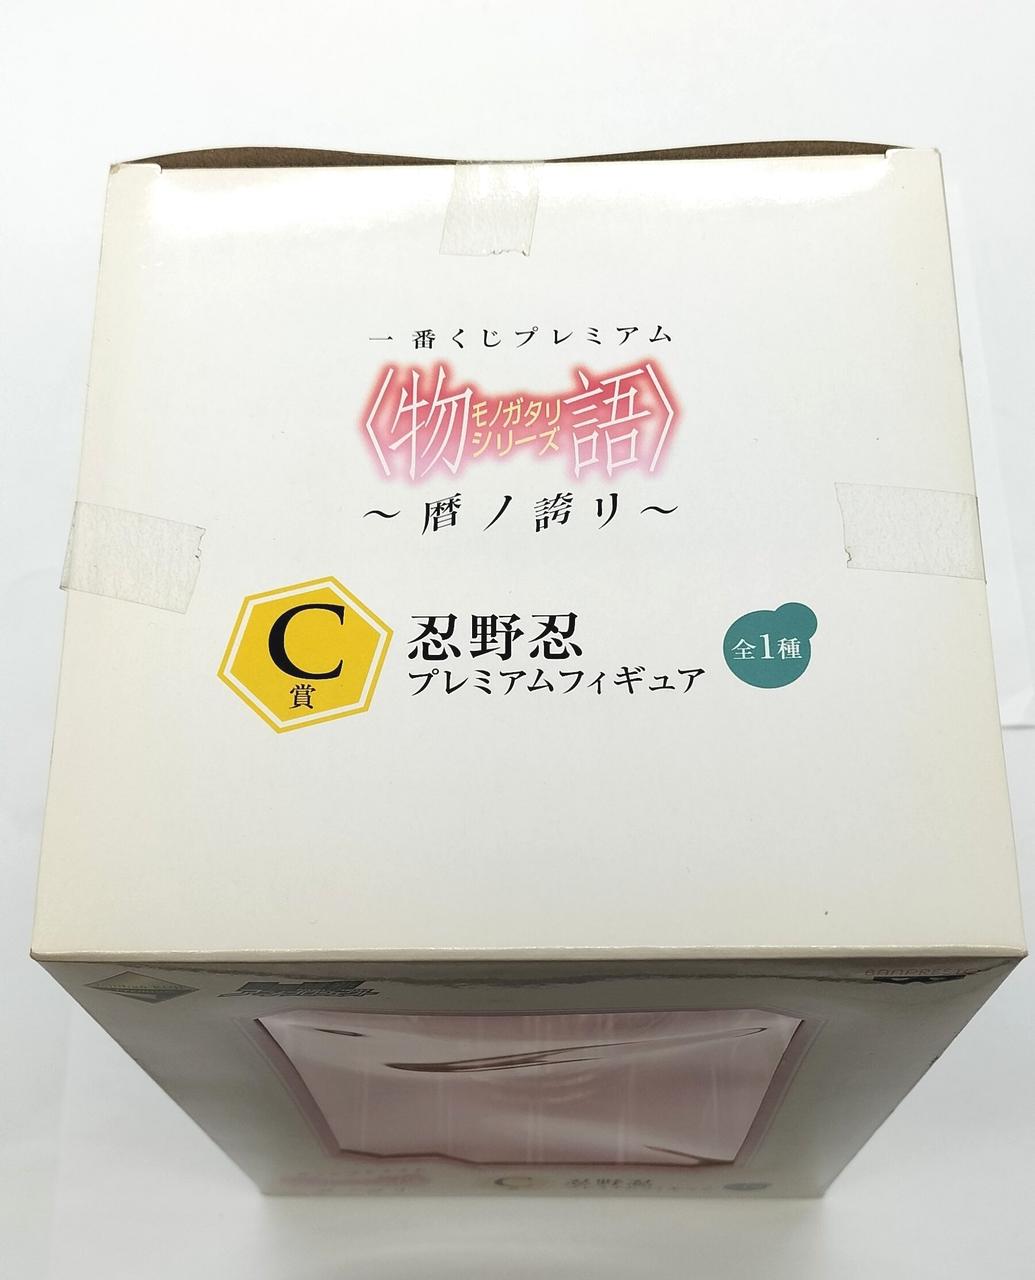 一番くじプレミアム
〈物語〉
モノガタリ
シリーズ
～暦ノ誇リ～
C
賞
忍野忍
プレミアムフィギュア
全1種
BANPRESTO